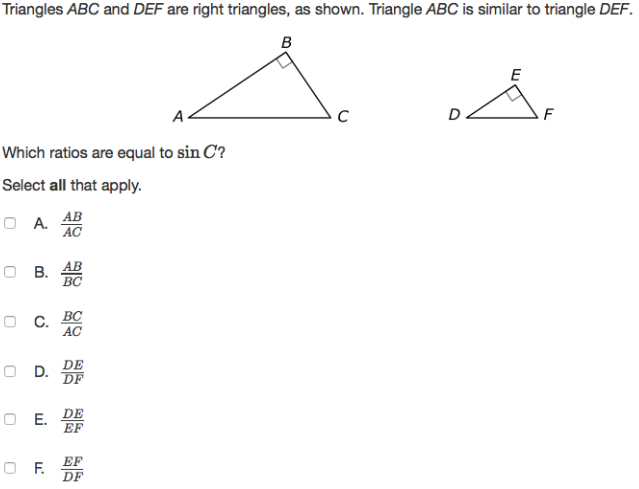 Triangles ABC and DEF are right triangles, as shown. Triangle ABC is similar to triangle DEF.
B
E
A
C
D
F
Which ratios are equal to sin C?
Select all that apply.
A. AB/AC
B. AB/BC
C. BC/AC
D. DE/DF
E. DE/EF
F. EF/DF